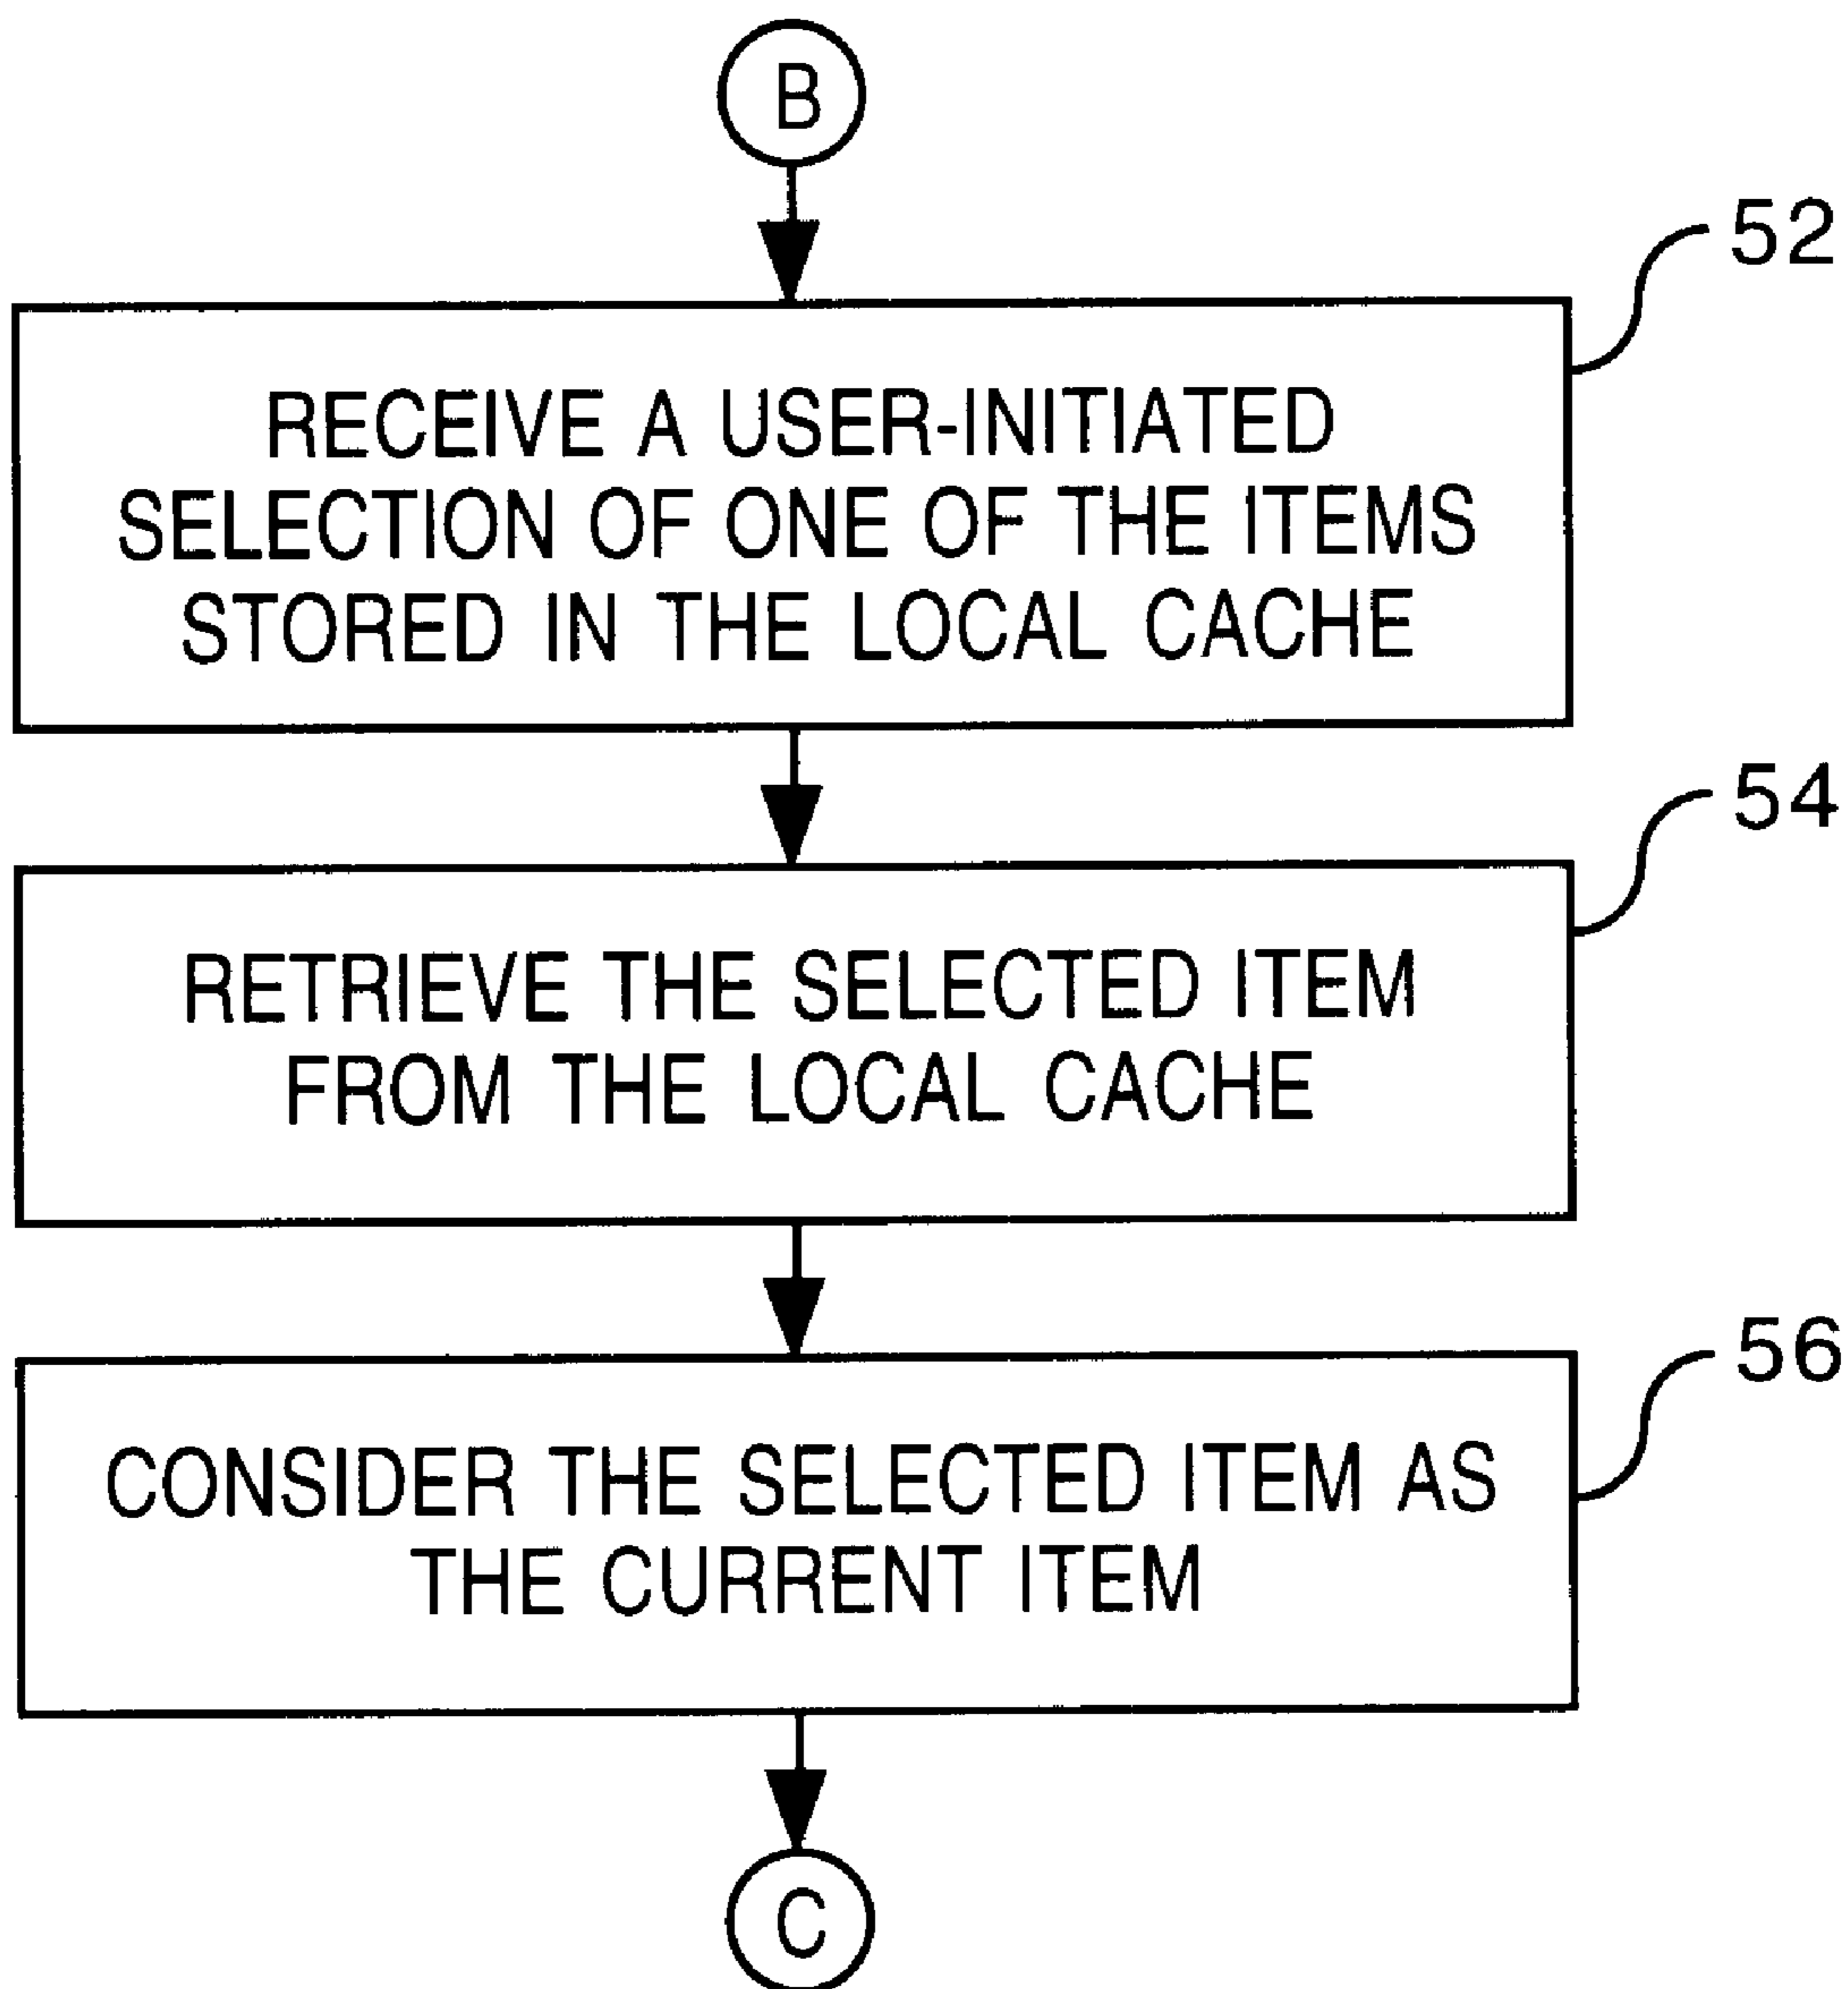 B
52
RECEIVE A USER-INITIATED
SELECTION OF ONE OF THE ITEMS
STORED IN THE LOCAL CACHE
54
RETRIEVE THE SELECTED ITEM
FROM THE LOCAL CACHE
56
CONSIDER THE SELECTED ITEM AS
THE CURRENT ITEM
C